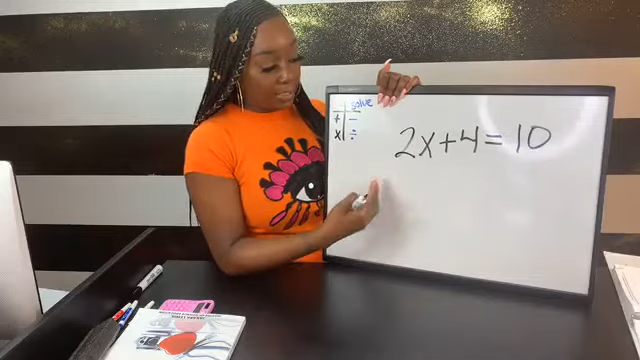 solve
+ −
x ÷
2x+4=10